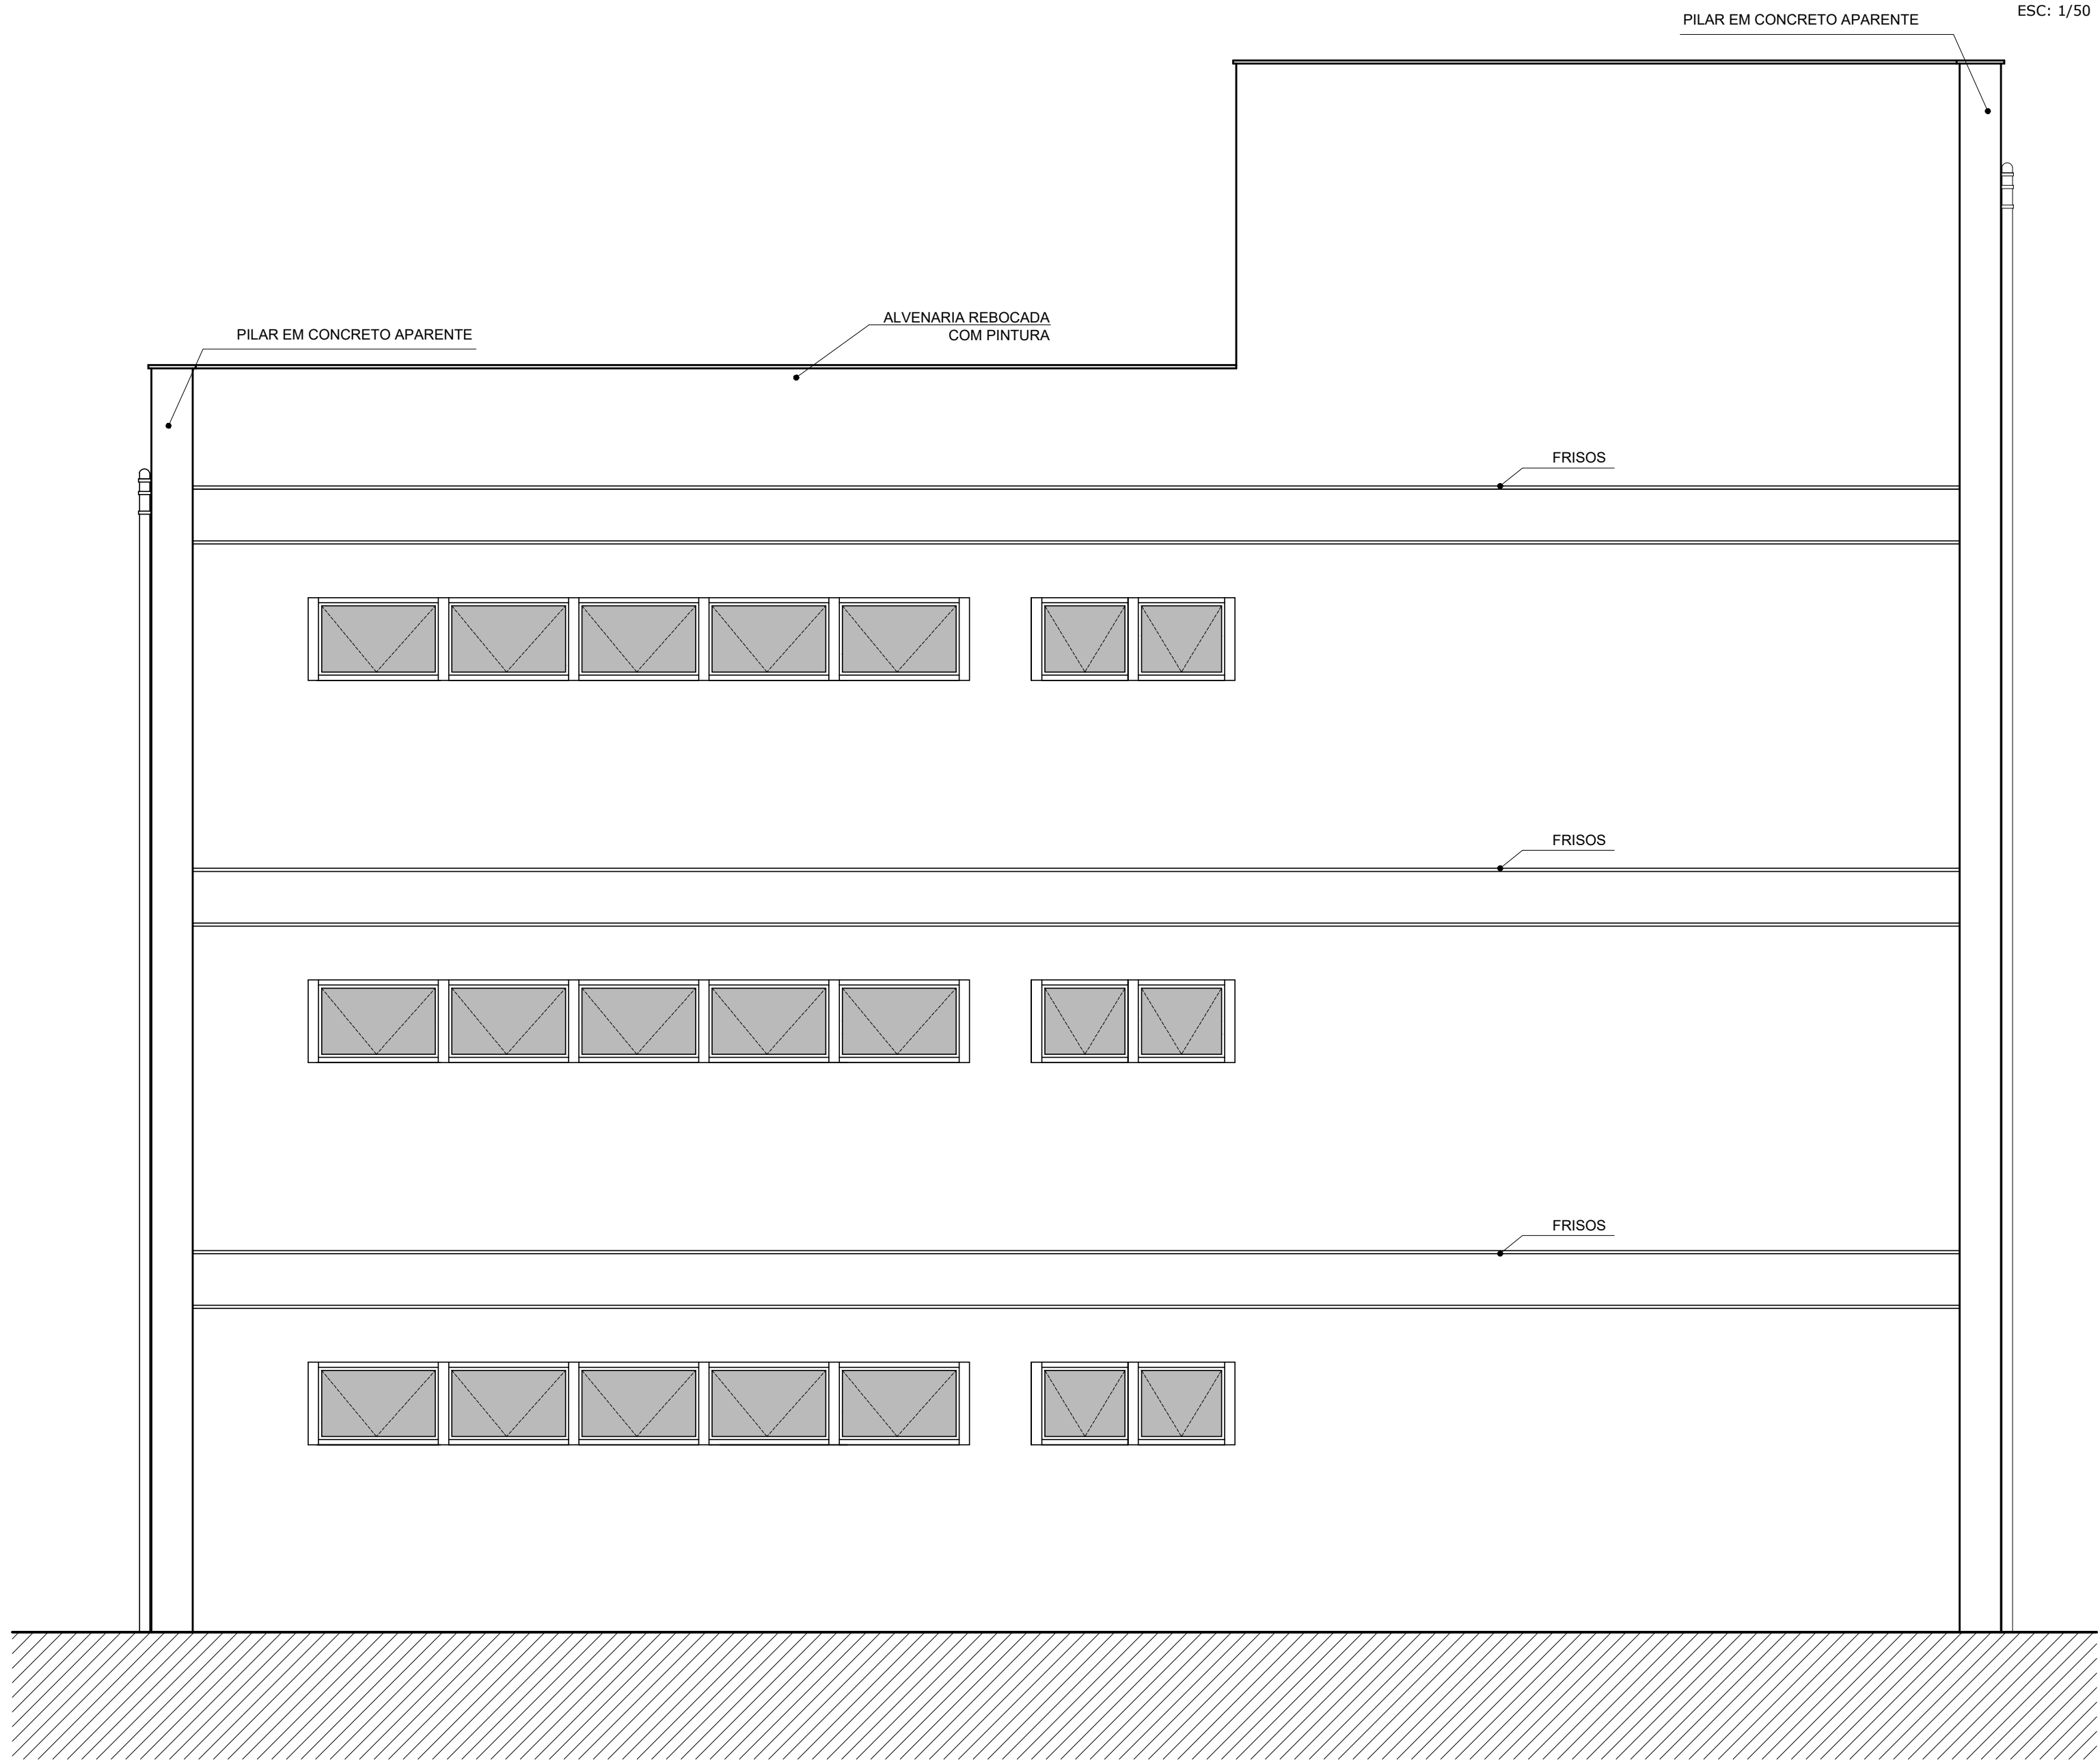 ESC: 1/50
PILAR EM CONCRETO APARENTE
ALVENARIA REBOCADA
COM PINTURA
PILAR EM CONCRETO APARENTE
FRISOS
FRISOS
FRISOS